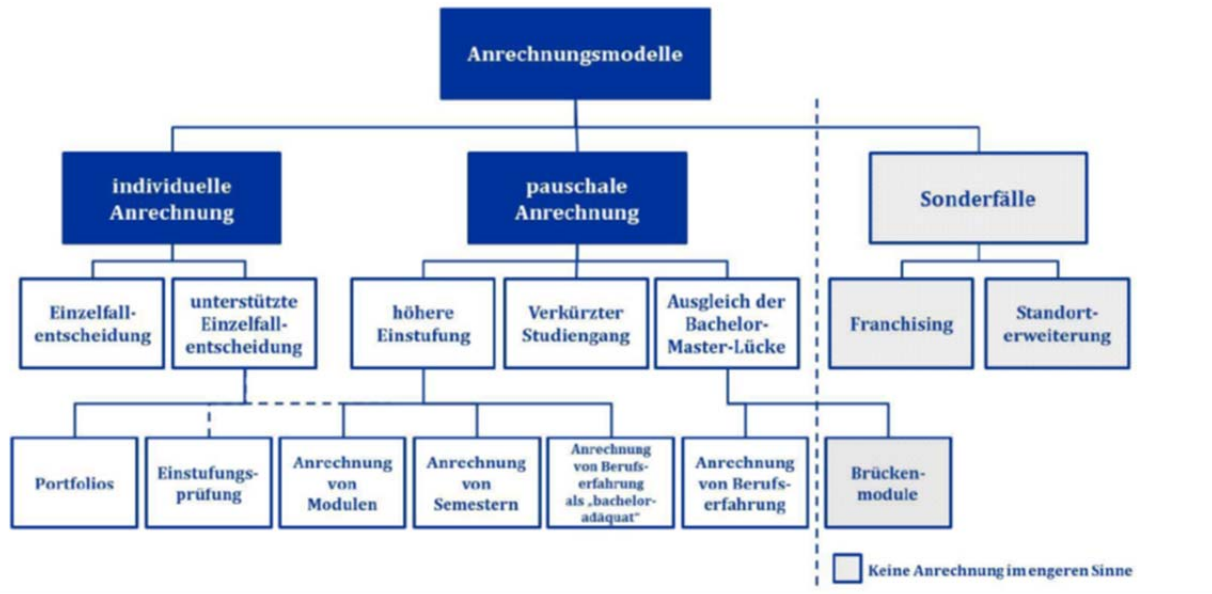 Anrechnungsmodelle
individuelle
Anrechnung
pauschale
Anrechnung
Sonderfälle
Einzelfall-
entscheidung
unterstützte
Einzelfall-
entscheidung
höhere
Einstufung
Verkürzter
Studiengang
Ausgleich der
Bachelor-
Master-Lücke
Franchising
Standort-
erweiterung
Portfolios
Einstufungs-
prüfung
Anrechnung
von
Modulen
Anrechnung
von
Semestern
Anrechnung
von Berufs-
erfahrung
als „bachelor-
adäquat“
Anrechnung
von Berufs-
erfahrung
Brücken-
module
Keine Anrechnung im engeren Sinne